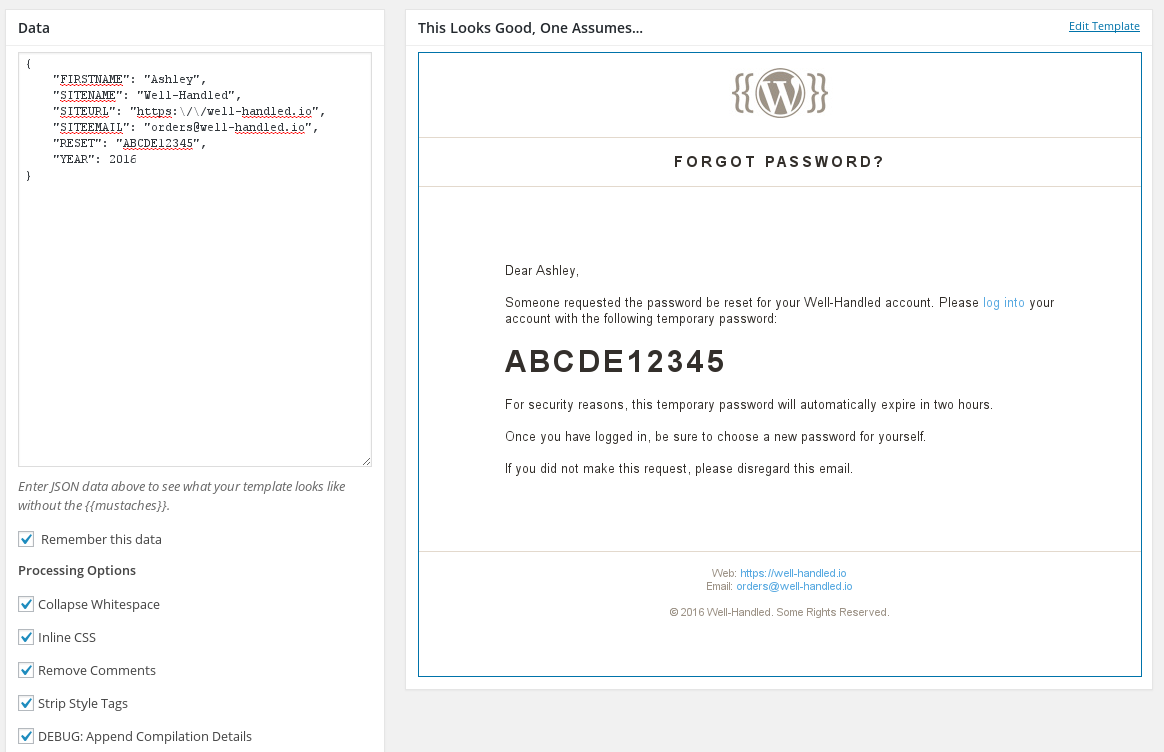 Data
{
    "FIRSTNAME": "Ashley",
    "SITENAME": "Well-Handled",
    "SITEURL": "https:\/\/well-handled.io",
    "SITEEMAIL": "orders@well-handled.io",
    "RESET": "ABCDE12345",
    "YEAR": 2016
}
Enter JSON data above to see what your template looks like
without the {{mustaches}}.
Remember this data
Processing Options
Collapse Whitespace
Inline CSS
Remove Comments
Strip Style Tags
DEBUG: Append Compilation Details
This Looks Good, One Assumes...
Edit Template
{{W}}
FORGOT PASSWORD?
Dear Ashley,
Someone requested the password be reset for your Well-Handled account. Please log into your
account with the following temporary password:
ABCDE12345
For security reasons, this temporary password will automatically expire in two hours.
Once you have logged in, be sure to choose a new password for yourself.
If you did not make this request, please disregard this email.
Web: https://well-handled.io
Email: orders@well-handled.io
© 2016 Well-Handled. Some Rights Reserved.